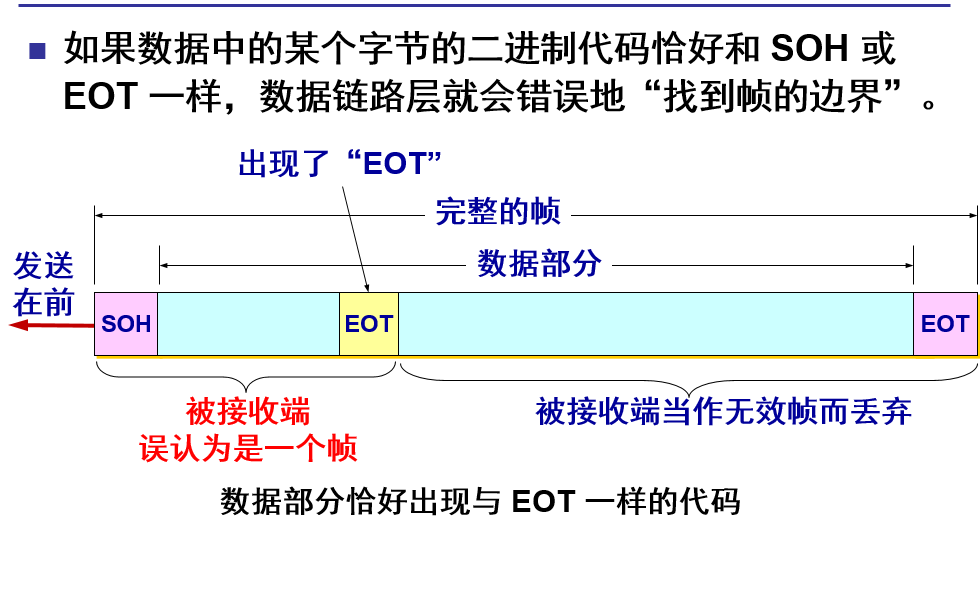 如果数据中的某个字节的二进制代码恰好和 SOH 或
EOT 一样，数据链路层就会错误地“找到帧的边界”。
出现了“EOT”
完整的帧
数据部分
发送
在前
SOH
EOT
EOT
被接收端
误认为是一个帧
被接收端当作无效帧而丢弃
数据部分恰好出现与 EOT 一样的代码